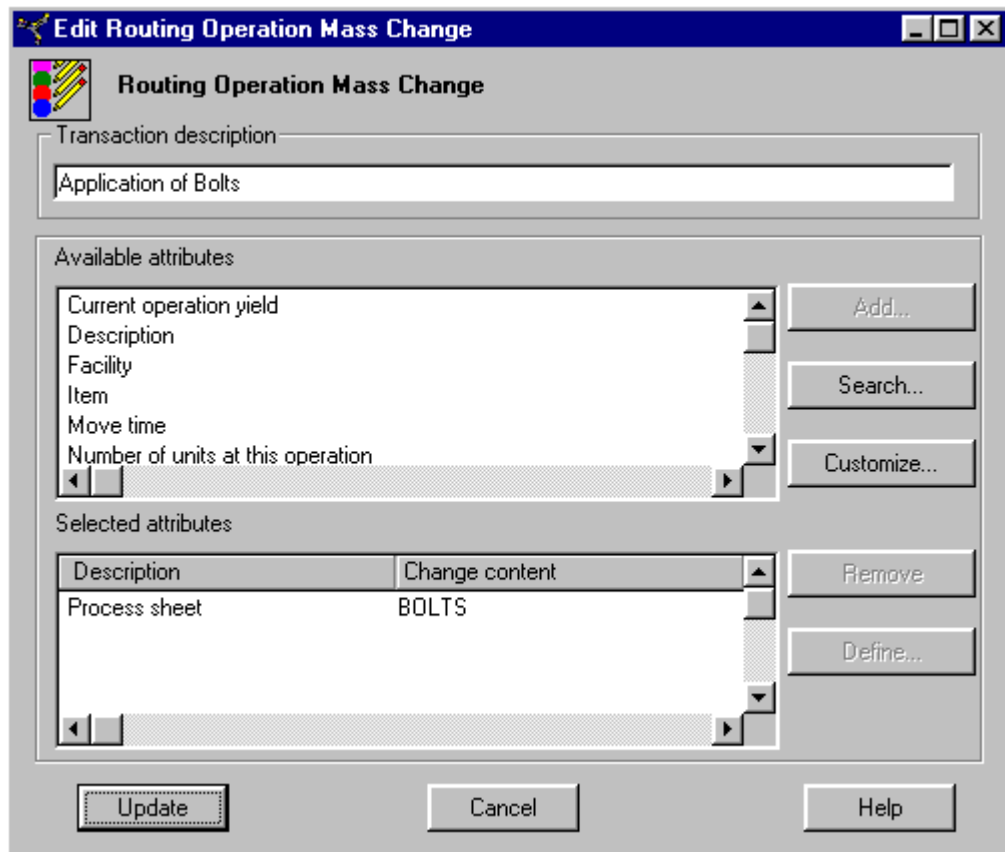 Edit Routing Operation Mass Change
Routing Operation Mass Change
Transaction description
Application of Bolts
Available attributes
Current operation yield
Description
Facility
Item
Move time
Number of units at this operation
Add...
Search...
Customize...
Selected attributes
Description Change content
Process sheet BOLTS
Remove
Define...
Update Cancel Help